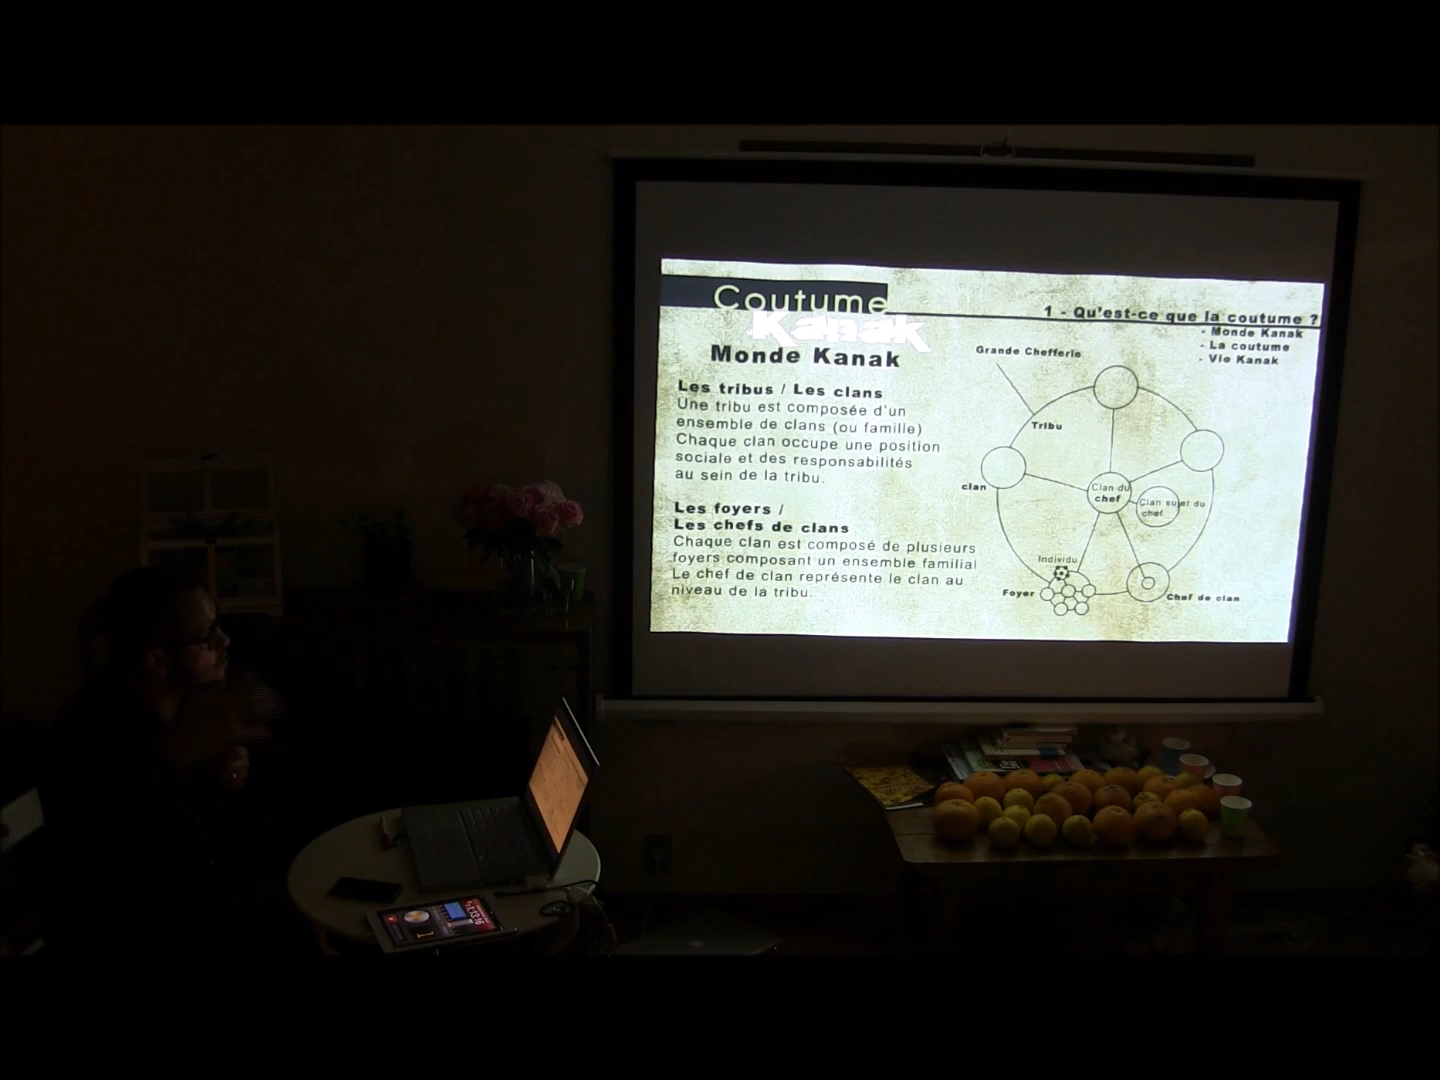 Coutume
Kanak
1 - Qu'est-ce que la coutume ?
- Monde Kanak
- La coutume
- Vie Kanak
Monde Kanak
Les tribus / Les clans
Une tribu est composée d'un
ensemble de clans (ou famille)
Chaque clan occupe une position
sociale et des responsabilités
au sein de la tribu.
Les foyers /
Les chefs de clans
Chaque clan est composé de plusieurs
foyers composant un ensemble familial
Le chef de clan représente le clan au
niveau de la tribu.
Grande Chefferie
Tribu
clan
Clan du
chef
Clan sujet du
chef
Individu
Foyer
Chef de clan